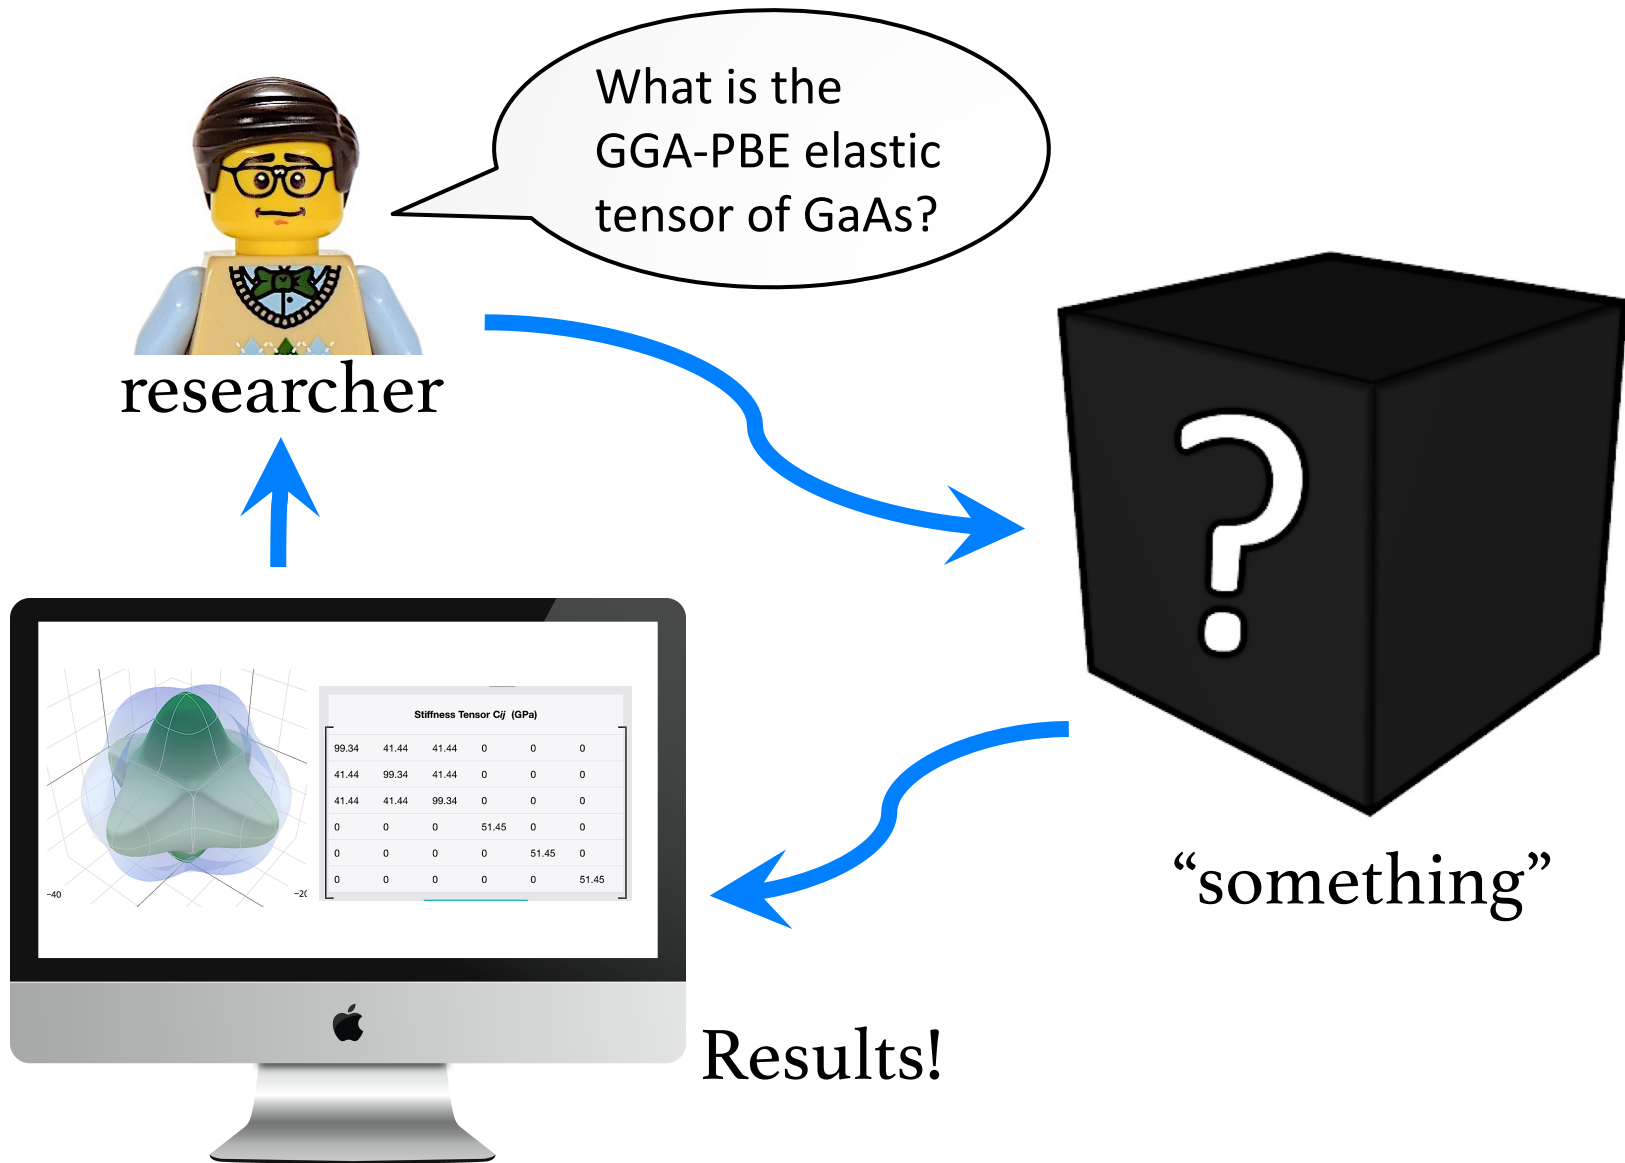 What is the
GGA-PBE elastic
tensor of GaAs?
researcher
?
“something”
Stiffness Tensor Cij (GPa)
99.34 41.44 41.44 0 0 0
41.44 99.34 41.44 0 0 0
41.44 41.44 99.34 0 0 0
0 0 0 51.45 0 0
0 0 0 0 51.45 0
0 0 0 0 0 51.45
−40
Results!